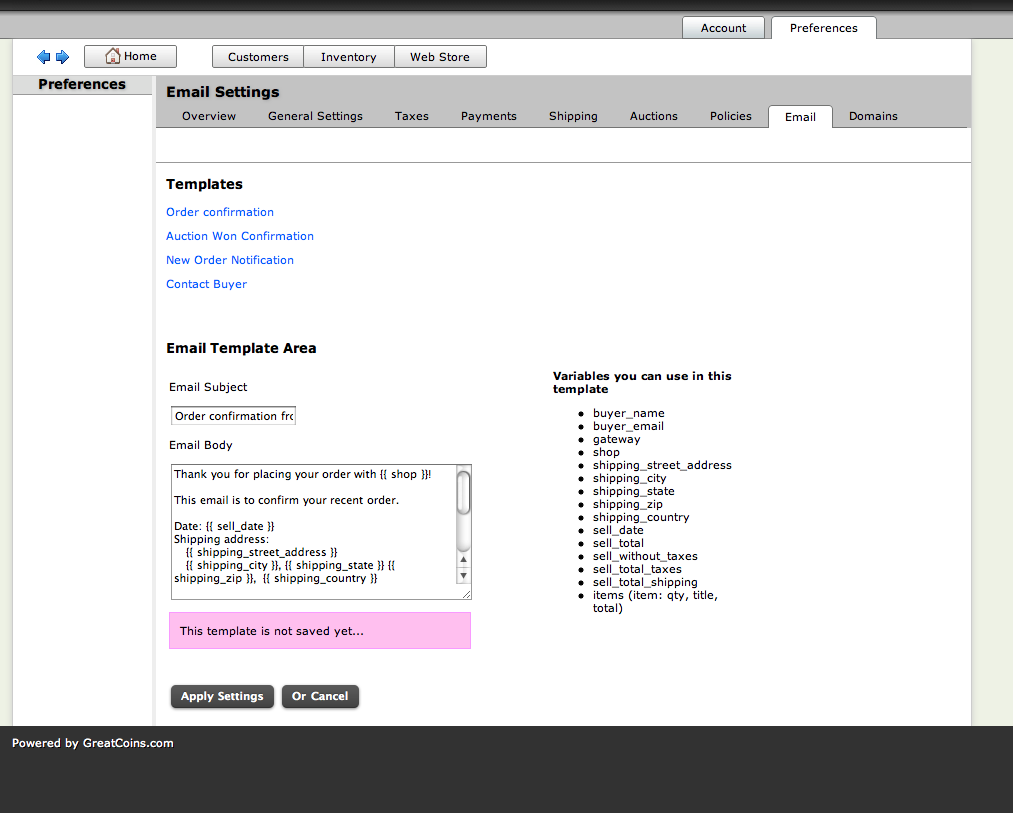 Account
Preferences
Home
Customers
Inventory
Web Store
Preferences
Email Settings
Overview
General Settings
Taxes
Payments
Shipping
Auctions
Policies
Email
Domains
Templates
Order confirmation
Auction Won Confirmation
New Order Notification
Contact Buyer
Email Template Area
Email Subject
Order confirmation fro
Email Body
Thank you for placing your order with {{ shop }}!
This email is to confirm your recent order.
Date: {{ sell_date }}
Shipping address:
{{ shipping_street_address }}
{{ shipping_city }}, {{ shipping_state }} {{
shipping_zip }}, {{ shipping_country }}
This template is not saved yet...
Apply Settings
Or Cancel
Variables you can use in this
template
buyer_name
buyer_email
gateway
shop
shipping_street_address
shipping_city
shipping_state
shipping_zip
shipping_country
sell_date
sell_total
sell_without_taxes
sell_total_taxes
sell_total_shipping
items (item: qty, title,
total)
Powered by GreatCoins.com